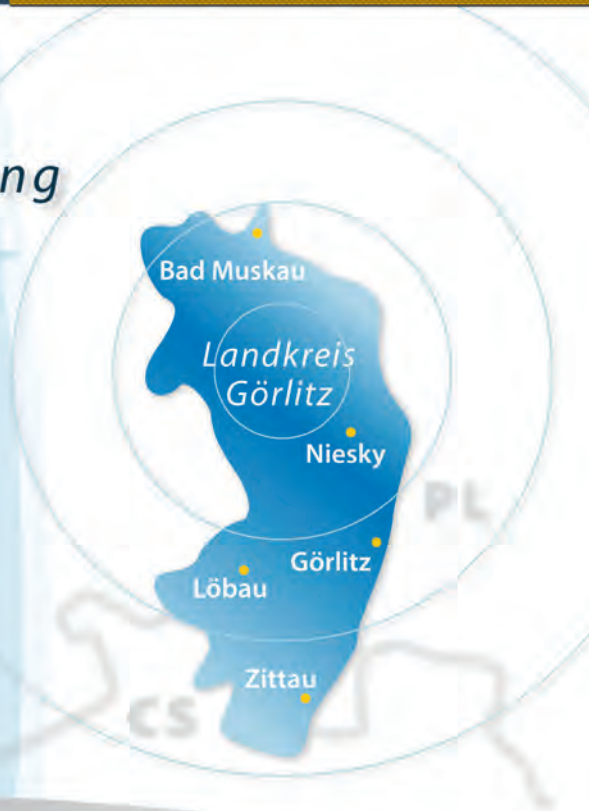 ng
Bad Muskau
Landkreis
Görlitz
Niesky
PL
Görlitz
Löbau
Zittau
CS